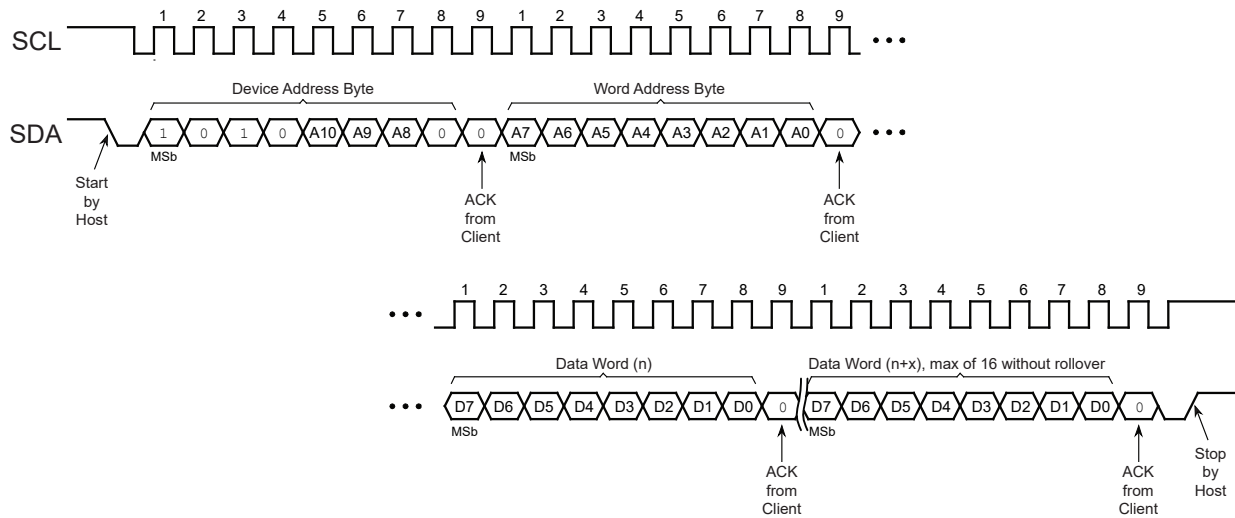 1 2 3 4 5 6 7 8 9 1 2 3 4 5 6 7 8 9
SCL
Device Address Byte Word Address Byte
SDA 1 0 1 0 A10 A9 A8 0 0 A7 A6 A5 A4 A3 A2 A1 A0 0
MSb MSb
Start
by
Host
ACK
from
Client
ACK
from
Client
1 2 3 4 5 6 7 8 9 1 2 3 4 5 6 7 8 9
Data Word (n) Data Word (n+x), max of 16 without rollover
D7 D6 D5 D4 D3 D2 D1 D0 0 D7 D6 D5 D4 D3 D2 D1 D0 0
MSb MSb
ACK
from
Client
ACK
from
Client
Stop
by
Host